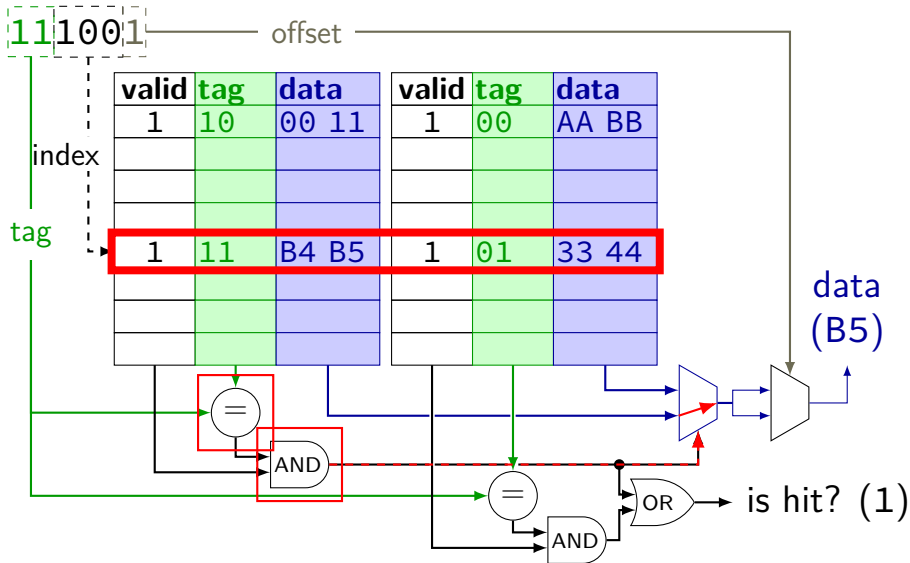 111001
offset
valid tag data valid tag data
1 10 00 11 1 00 AA BB
index
tag
1 11 B4 B5 1 01 33 44
data
(B5)
=
AND
=
OR
is hit? (1)
AND